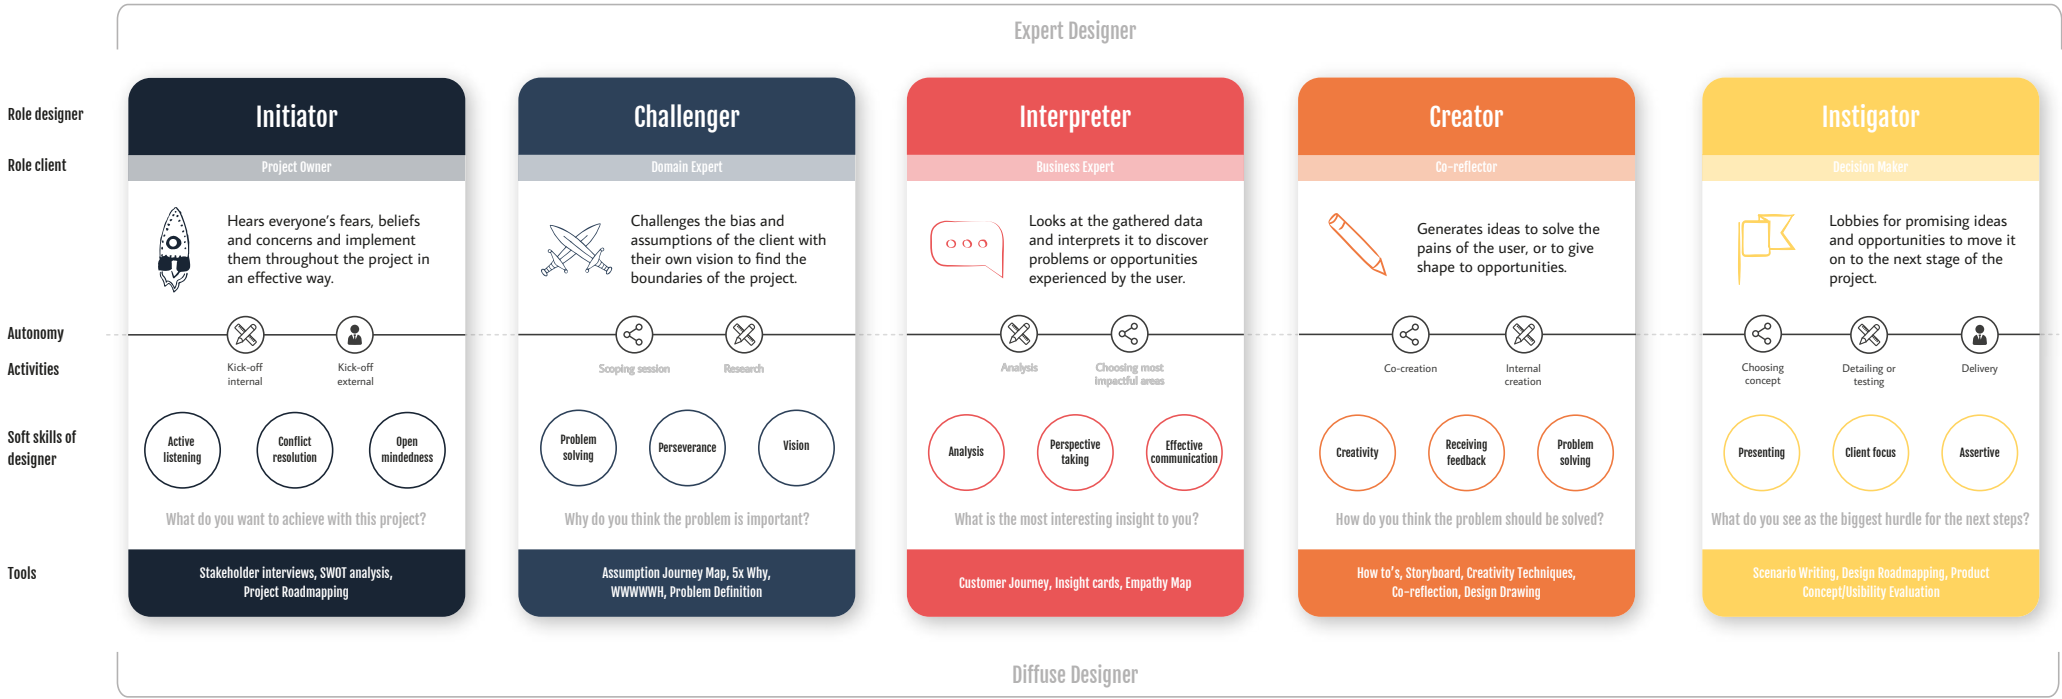 Expert Designer
Role designer
Initiator
Challenger
Interpreter
Creator
Instigator
Role client
Project Owner
Domain Expert
Business Expert
Co-reflector
Decision Maker
Hears everyone's fears, beliefs
and concerns and implement
them throughout the project in
an effective way.
Challenges the bias and
assumptions of the client with
their own vision to find the
boundaries of the project.
Looks at the gathered data
and interprets it to discover
problems or opportunities
experienced by the user.
Generates ideas to solve the
pains of the user, or to give
shape to opportunities.
Lobbies for promising ideas
and opportunities to move it
on to the next stage of the
project.
Autonomy
Activities
Kick-off
internal
Kick-off
external
Scoping session
Research
Analysis
Choosing most
impactful areas
Co-creation
Internal
creation
Choosing
concept
Detailing or
testing
Delivery
Soft skills of
designer
Active
listening
Conflict
resolution
Open
mindedness
Problem
solving
Perseverance
Vision
Analysis
Perspective
taking
Effective
communication
Creativity
Receiving
feedback
Problem
solving
Presenting
Client focus
Assertive
What do you want to achieve with this project?
Why do you think the problem is important?
What is the most interesting insight to you?
How do you think the problem should be solved?
What do you see as the biggest hurdle for the next steps?
Tools
Stakeholder interviews, SWOT analysis,
Project Roadmapping
Assumption Journey Map, 5x Why,
WWWWWH, Problem Definition
Customer Journey, Insight cards, Empathy Map
How to's, Storyboard, Creativity Techniques,
Co-reflection, Design Drawing
Scenario Writing, Design Roadmapping, Product
Concept/Usibility Evaluation
Diffuse Designer